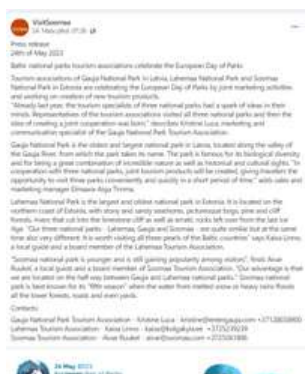 VisitSoomaa
Press release
24th of May 2023
Baltic national parks tourism associations celebrate the European Day of Parks
Tourism associations of Gauja National Park in Latvia, Lahemaa National Park and Soomaa
National Park in Estonia are celebrating the European Day of Parks by joint marketing activities
and working on creation of new tourism products.
"Already last year, the tourism specialists of three national parks had a spark of ideas in their
minds. Representatives of the tourism associations visited all three national parks and then the
idea of creating a joint cooperation was born," describes Kristine Luca, marketing and
communication specialist of the Gauja National Park Tourism Association.
Gauja National Park is the oldest and largest national park in Latvia, located along the valley of
the Gauja River, from which the park takes its name. "The park is famous for its biological diversity
and for being a great combination of incredible nature as well as historical and cultural sights. "In
cooperation with three national parks, joint tourism products will be created, giving travelers the
opportunity to visit three parks conveniently and quickly in a short period of time," adds sales and
marketing manager
Lahemaa National Park is the largest and oldest national park in Estonia. It is located on the
northern coast of Estonia, with stony and sandy seashores, picturesque bogs, pine and cliff
forests, rivers that cut into the limestone cliff as well as erratic rocks left over from the last Ice
Age. "Our three national parks - Lahemaa, Gauja and Soomaa - are quite similar but at the same
time also very different. It is worth visiting all three pearls of the Baltic countries" says Kaisa Linno,
a local guide and a board member of the Lahemaa Tourism Association.
"Soomaa national park is younger and is still gaining popularity among visitors", finds Aivar
Ruukel, a local guide and a board member of Soomaa Tourism Association. "Our advantage is that
we are located on the half way between Gauja and Lahemaa national parks." Soomaa national
park is best known for its "fifth season" when the water from melted snow or heavy rains floods
all the lower forests, roads and even yards.
Contacts:
Gauja National Park Tourism Association - Kristine Luca -
Lahemaa Tourism Association - Kaisa Linno -
Soomaa Tourism Association - Aivar Ruukel -
24 May 2023